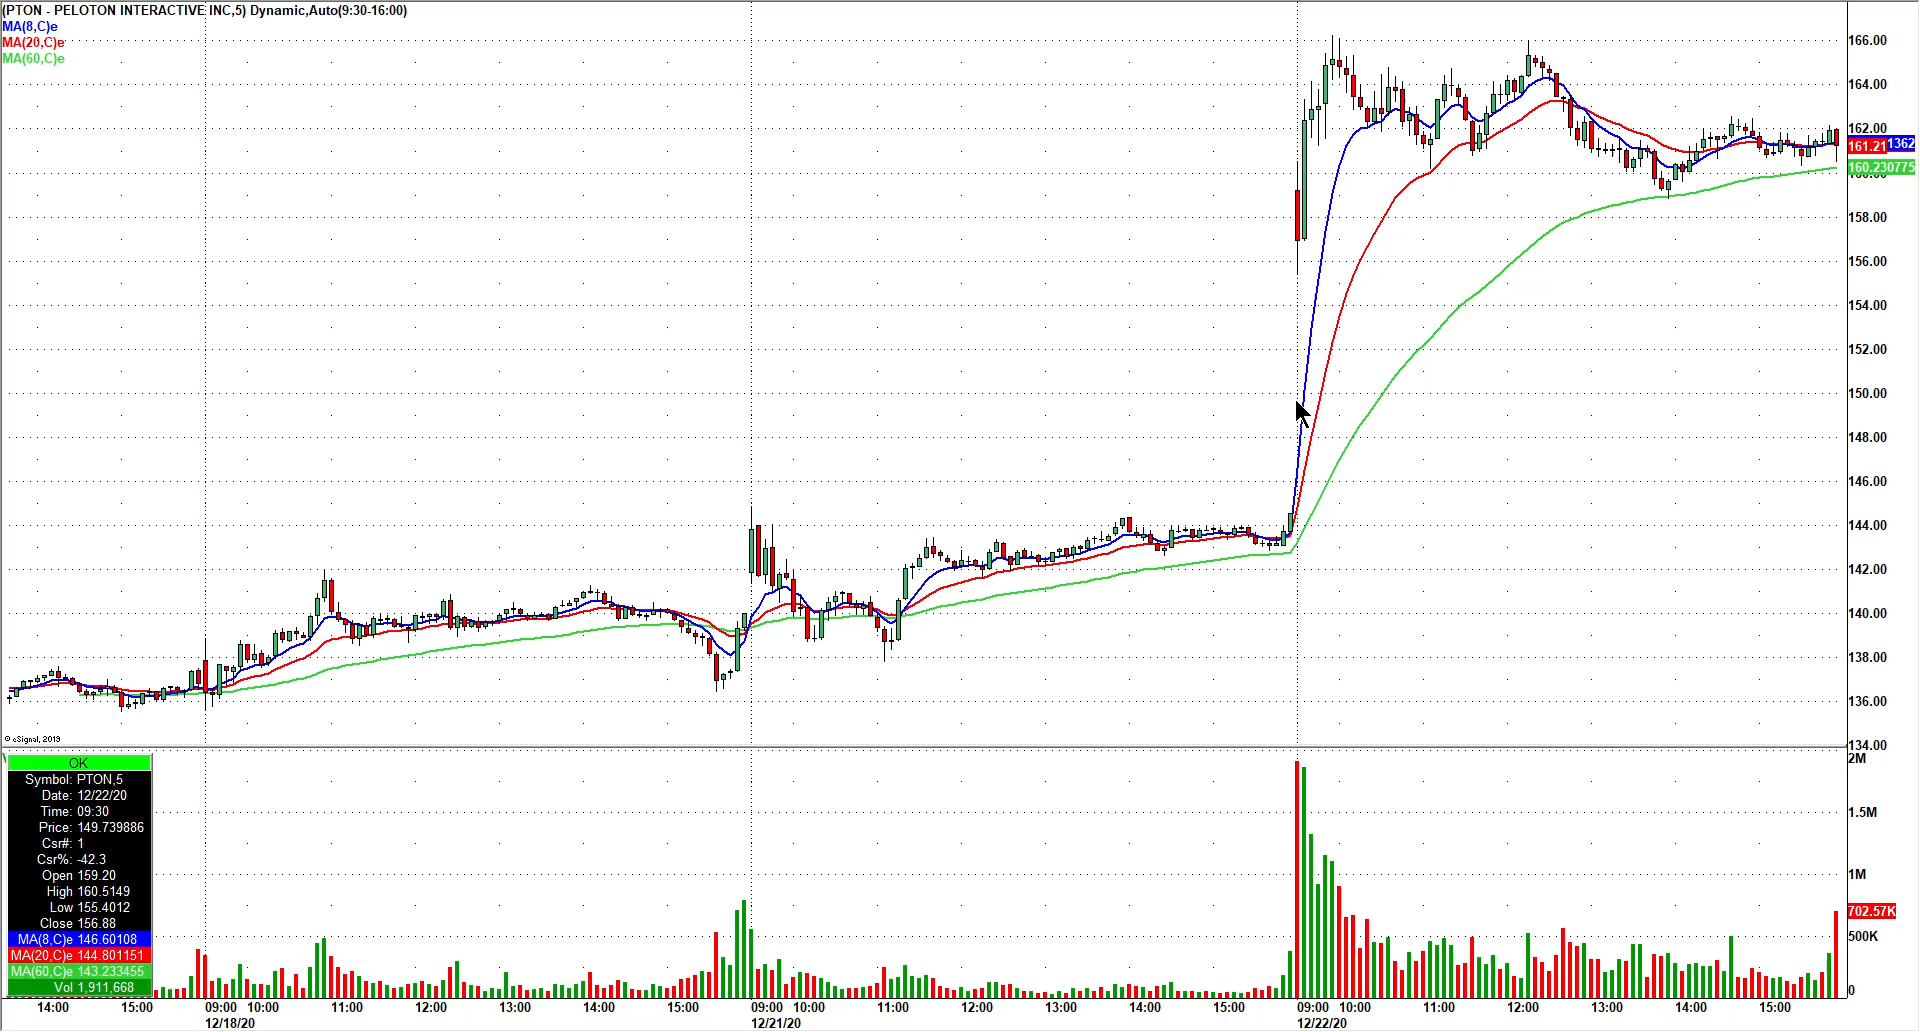 (PTON - PELOTON INTERACTIVE INC,5) Dynamic,Auto(9:30-16:00)
MA(8,C)e
MA(20,C)e
MA(60,C)e
166.00
164.00
162.00
161.21 1362
160.230775
160.00
158.00
156.00
154.00
152.00
150.00
148.00
146.00
144.00
142.00
140.00
138.00
136.00
134.00
© eSignal, 2019
OK
Symbol: PTON,5
Date: 12/22/20
Time: 09:30
Price: 149.739886
Csr#: 1
Csr%: -42.3
Open 159.20
High 160.5149
Low 155.4012
Close 156.88
MA(8,C)e 146.60108
MA(20,C)e 144.801151
MA(60,C)e 143.233455
Vol 1,911,668
2M
1.5M
1M
702.57K
500K
0
14:00 15:00 09:00 10:00 11:00 12:00 13:00 14:00 15:00 09:00 10:00 11:00 12:00 13:00 14:00 15:00 09:00 10:00 11:00 12:00 13:00 14:00 15:00
12/18/20 12/21/20 12/22/20